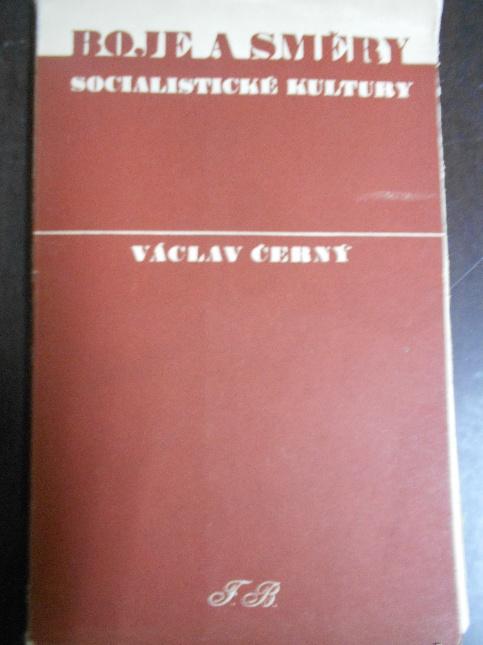 BOJE A SMĚRY
SOCIALISTICKÉ KULTURY
VÁCLAV ČERNÝ
F. B.